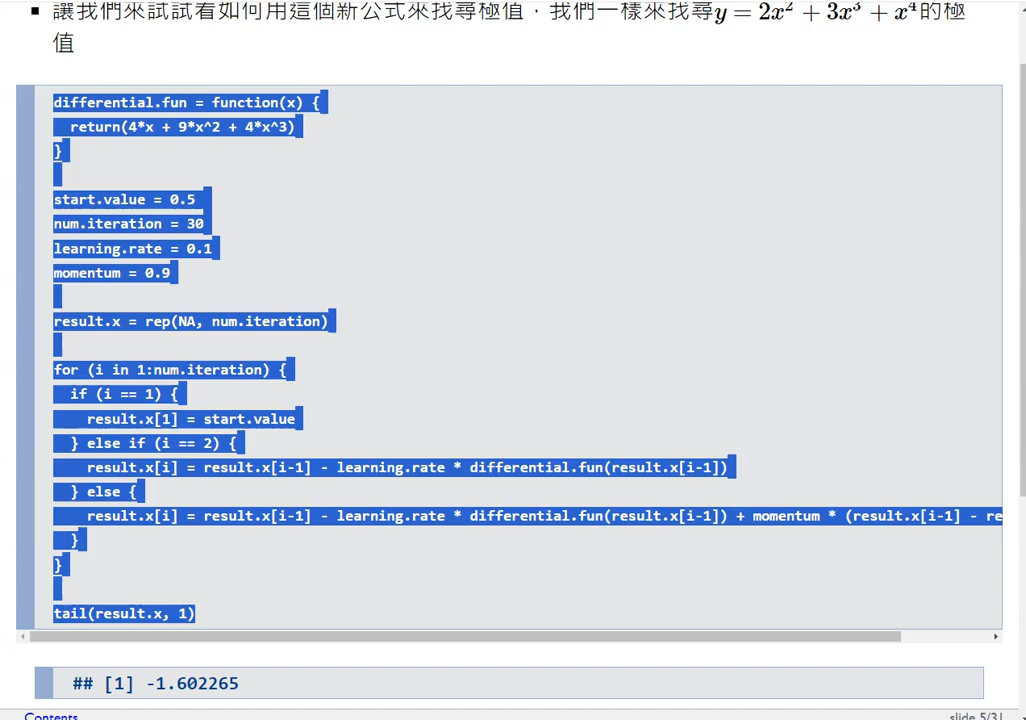 ▪ 讓我們來試試看如何用這個新公式來找尋極值，我們一樣來找尋y = 2x² + 3x³ + x⁴的極
值
differential.fun = function(x) {
  return(4*x + 9*x^2 + 4*x^3)
}
start.value = 0.5
num.iteration = 30
learning.rate = 0.1
momentum = 0.9
result.x = rep(NA, num.iteration)
for (i in 1:num.iteration) {
  if (i == 1) {
    result.x[1] = start.value
  } else if (i == 2) {
    result.x[i] = result.x[i-1] - learning.rate * differential.fun(result.x[i-1])
  } else {
    result.x[i] = result.x[i-1] - learning.rate * differential.fun(result.x[i-1]) + momentum * (result.x[i-1] - re
  }
}
tail(result.x, 1)
## [1] -1.602265
Contents
slide 5/31